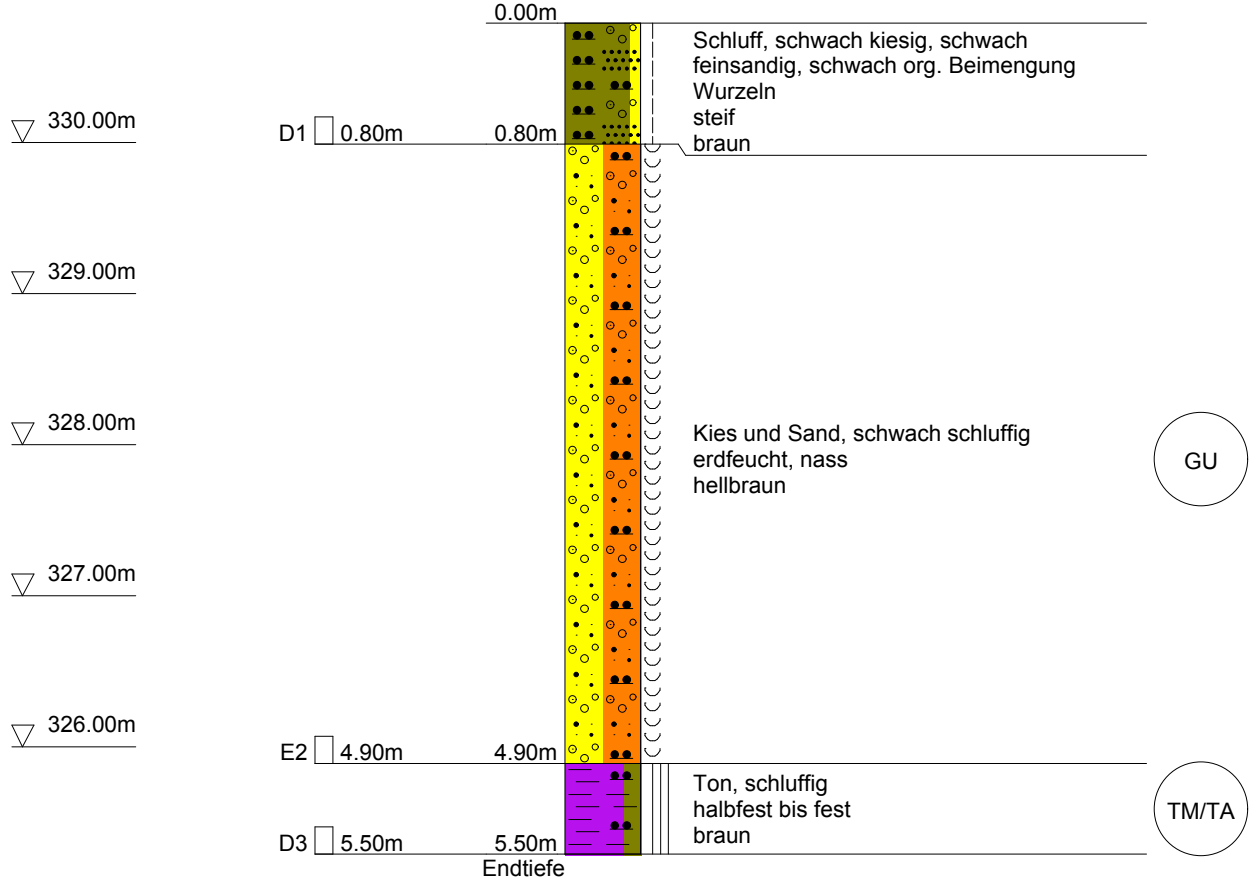 0.00m
Schluff, schwach kiesig, schwach
feinsandig, schwach org. Beimengung
Wurzeln
steif
braun
330.00m
D1 0.80m 0.80m
329.00m
328.00m
Kies und Sand, schwach schluffig
erdfeucht, nass
hellbraun
GU
327.00m
326.00m
E2 4.90m 4.90m
Ton, schluffig
halbfest bis fest
braun
TM/TA
D3 5.50m 5.50m
Endtiefe